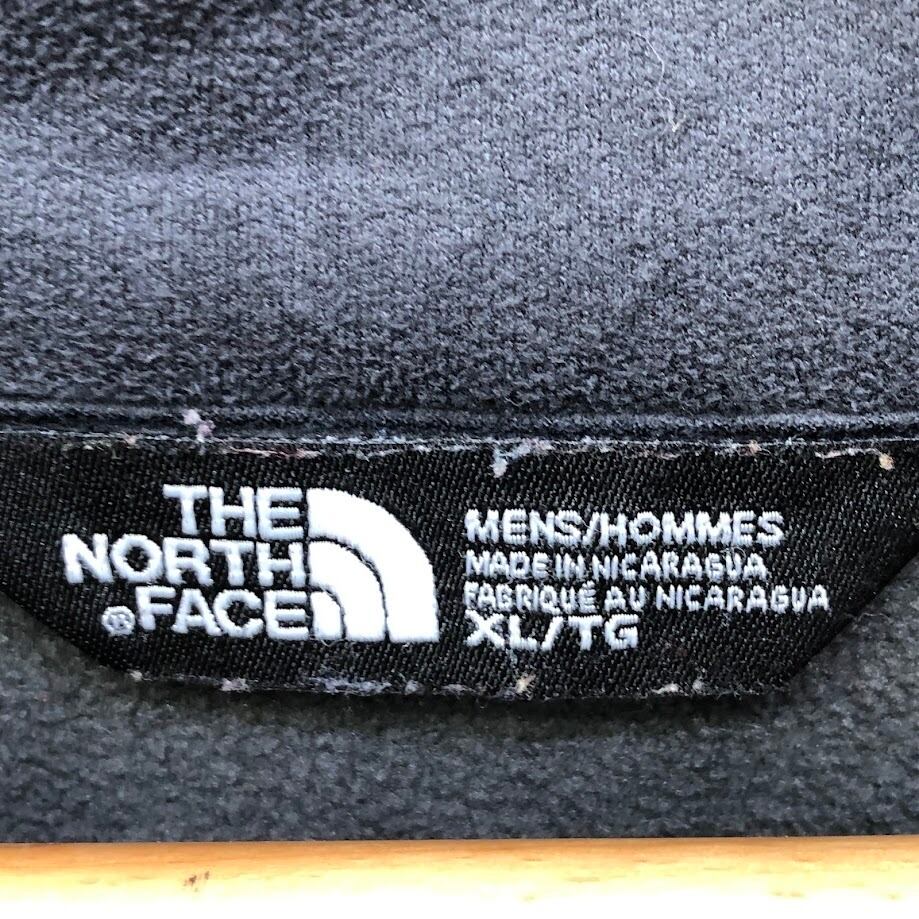 THE
NORTH
®FACE
MENS/HOMMES
MADE IN NICARAGUA
FABRIQUÉ AU NICARAGUA
XL/TG